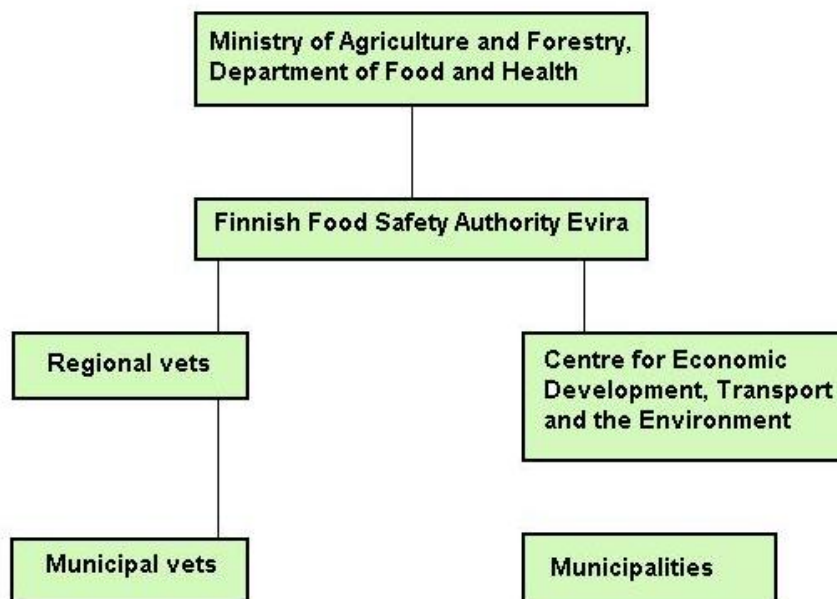 Ministry of Agriculture and Forestry,
Department of Food and Health
Finnish Food Safety Authority Evira
Regional vets
Centre for Economic
Development, Transport
and the Environment
Municipal vets
Municipalities